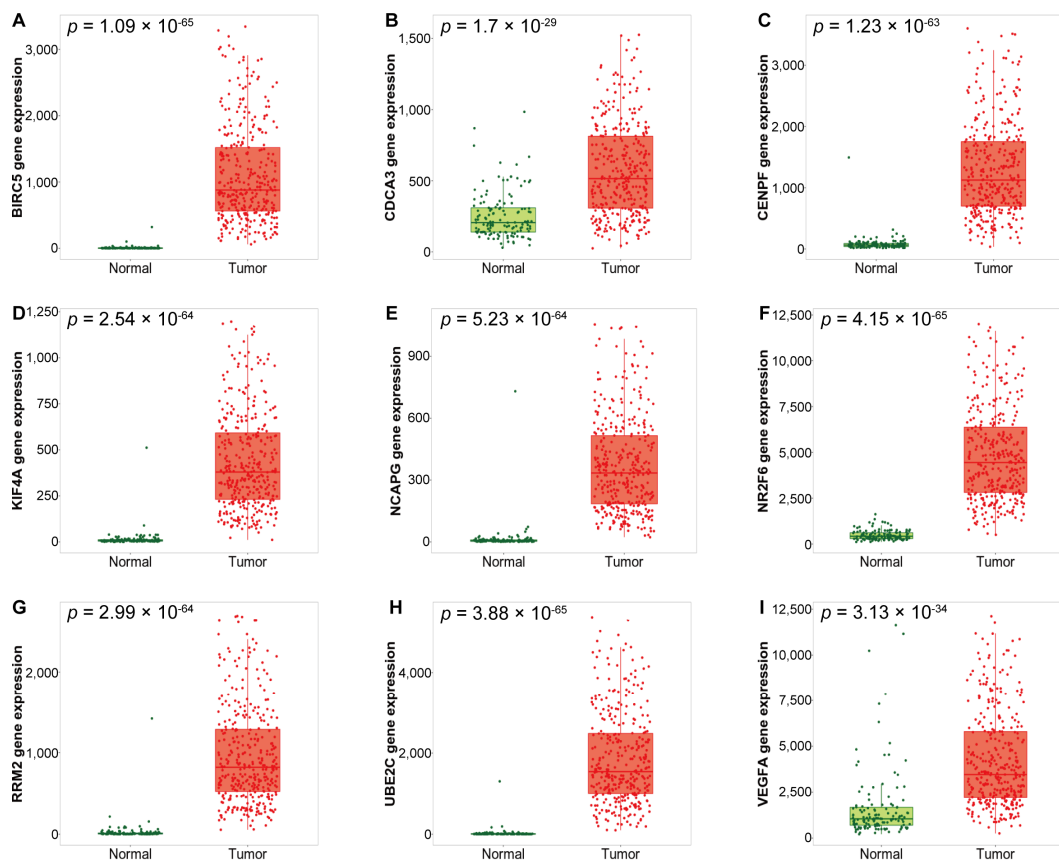 A
p = 1.09 × 10-65
BIRC5 gene expression
3,000
2,000
1,000
0
Normal
Tumor
B
p = 1.7 × 10-29
CDCA3 gene expression
1,500
1,000
500
0
Normal
Tumor
C
p = 1.23 × 10-63
CENPF gene expression
3,000
2,000
1,000
0
Normal
Tumor
D
p = 2.54 × 10-64
KIF4A gene expression
1,250
1,000
750
500
250
0
Normal
Tumor
E
p = 5.23 × 10-64
NCAPG gene expression
900
600
300
0
Normal
Tumor
F
p = 4.15 × 10-65
NR2F6 gene expression
12,500
10,000
7,500
5,000
2,500
0
Normal
Tumor
G
p = 2.99 × 10-64
RRM2 gene expression
2,000
1,000
0
Normal
Tumor
H
p = 3.88 × 10-65
UBE2C gene expression
4,000
2,000
0
Normal
Tumor
I
p = 3.13 × 10-34
VEGFA gene expression
12,500
10,000
7,500
5,000
2,500
0
Normal
Tumor